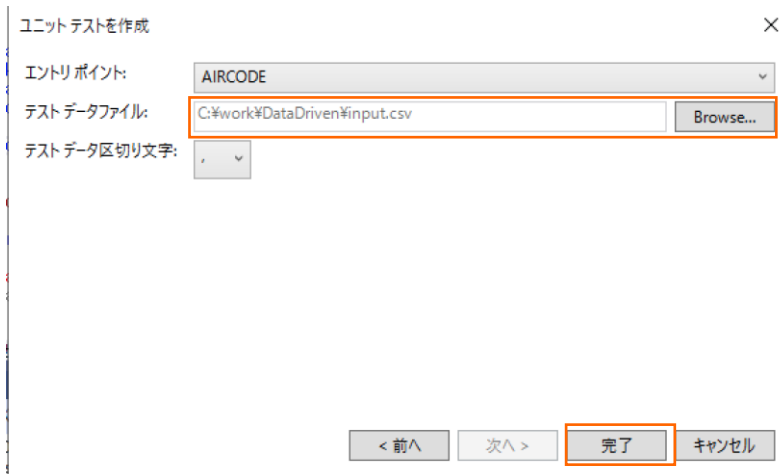 ユニット テストを作成
エントリ ポイント: AIRCODE
テスト データファイル: C:¥work¥DataDriven¥input.csv Browse...
テスト データ区切り文字: ,
< 前へ 次へ > 完了 キャンセル